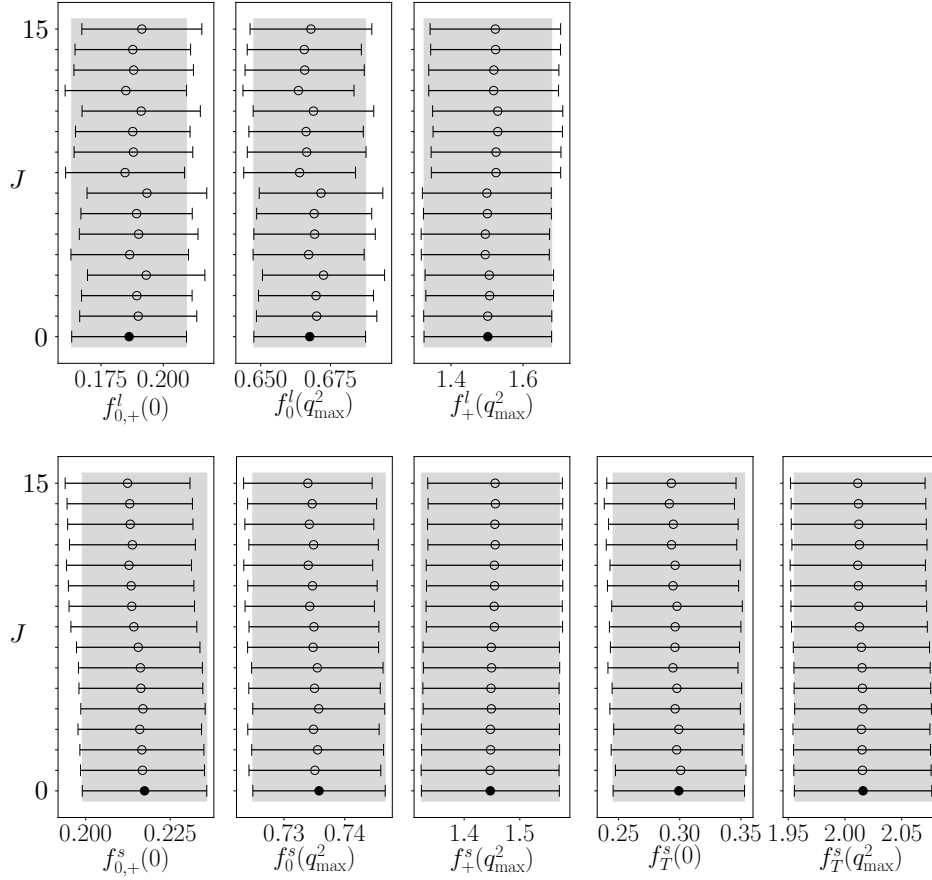 15
J
0
0.175 0.200
0.650 0.675
1.4 1.6
f^l_{0,+}(0)
f^l_0(q^2_max)
f^l_+(q^2_max)
15
J
0
0.200 0.225
0.73 0.74
1.4 1.5
0.25 0.30 0.35
1.95 2.00 2.05
f^s_{0,+}(0)
f^s_0(q^2_max)
f^s_+(q^2_max)
f^s_T(0)
f^s_T(q^2_max)